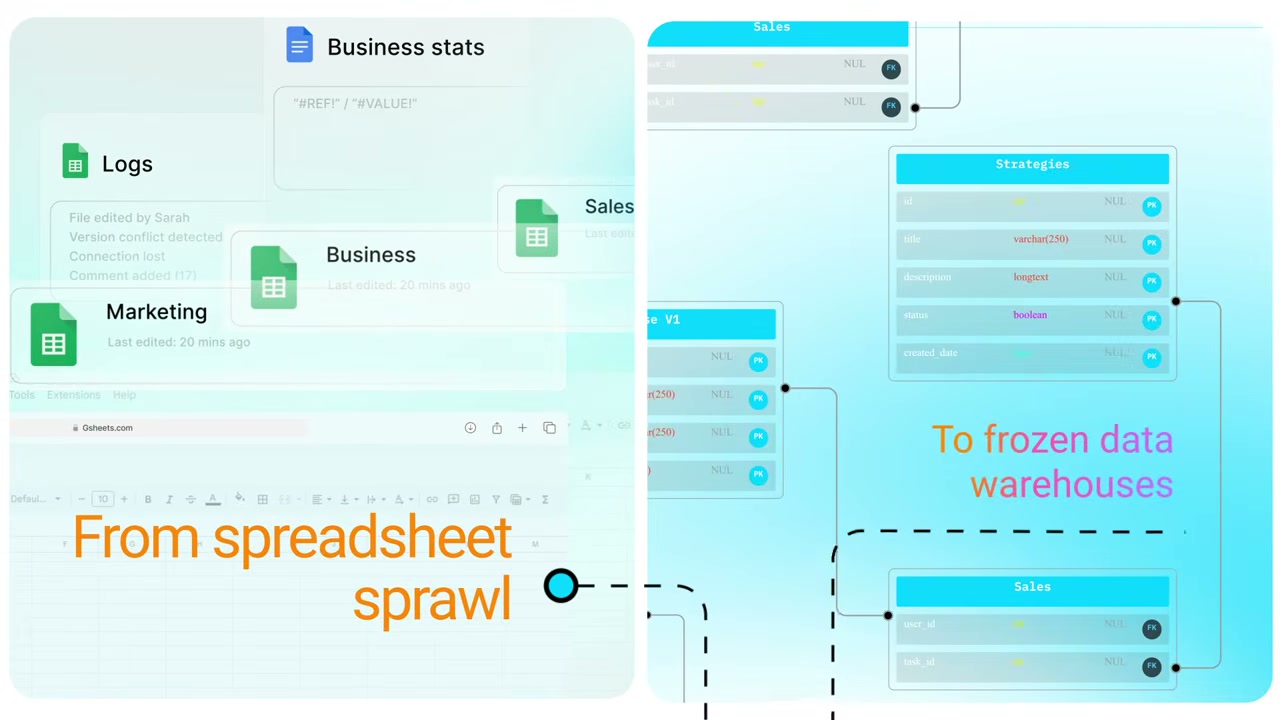 Business stats
"#REF!" / "#VALUE!"
Logs
File edited by Sarah
Version conflict detected
Connection lost
Comment added (17)
Sales
Business
Last edited: 20 mins ago
Marketing
Last edited: 20 mins ago
Tools Extensions Help
Gsheets.com
10
B I S A
From spreadsheet
sprawl
Sales
NUL FK
NUL FK
Strategies
id NUL PK
title varchar(250) NUL PK
description longtext NUL PK
status boolean NUL PK
created_date NUL PK
V1
NUL PK
NUL PK
NUL PK
NUL PK
To frozen data
warehouses
Sales
user_id NUL FK
task_id NUL FK